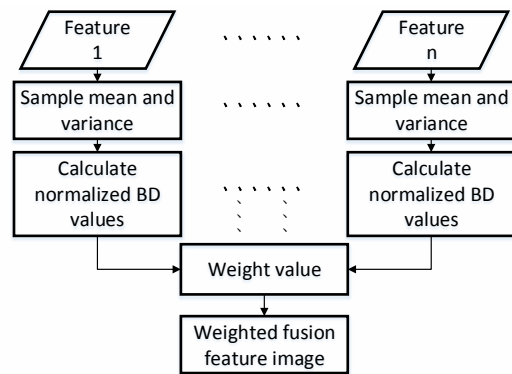 Feature
1
Feature
n
Sample mean and
variance
Sample mean and
variance
Calculate
normalized BD
values
Calculate
normalized BD
values
Weight value
Weighted fusion
feature image